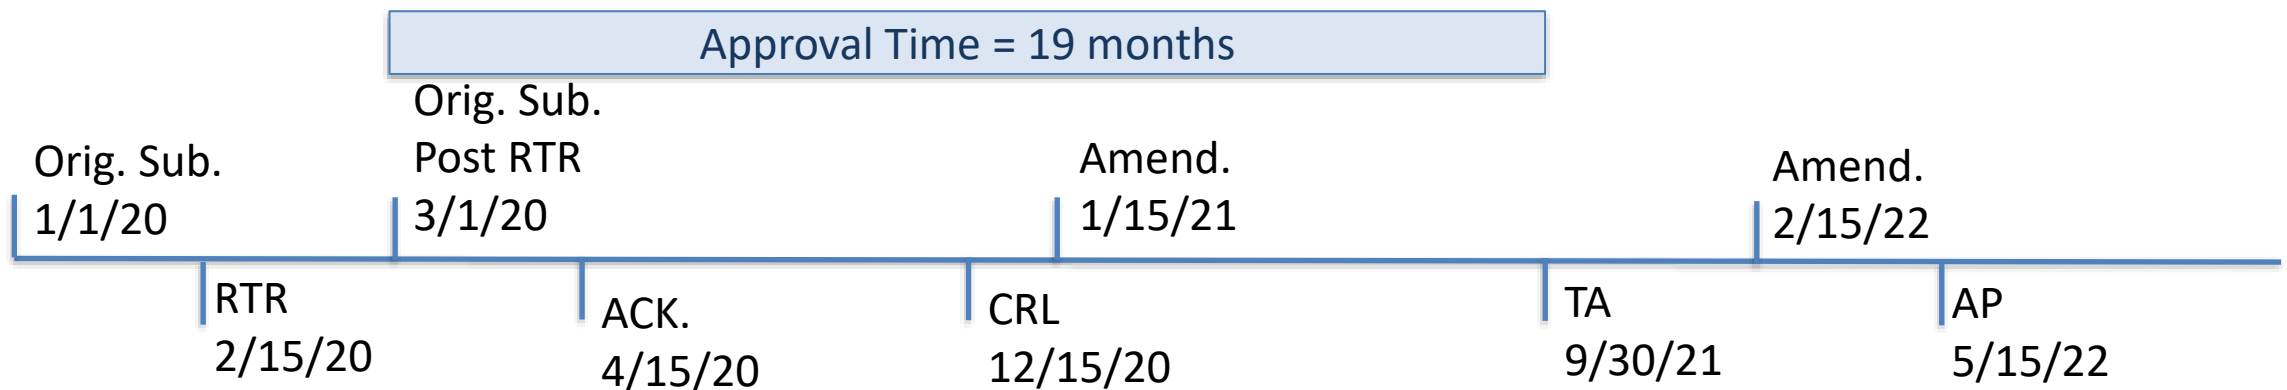 Approval Time = 19 months
Orig. Sub.
1/1/20
Orig. Sub.
Post RTR
3/1/20
Amend.
1/15/21
Amend.
2/15/22
RTR
2/15/20
ACK.
4/15/20
CRL
12/15/20
TA
9/30/21
AP
5/15/22